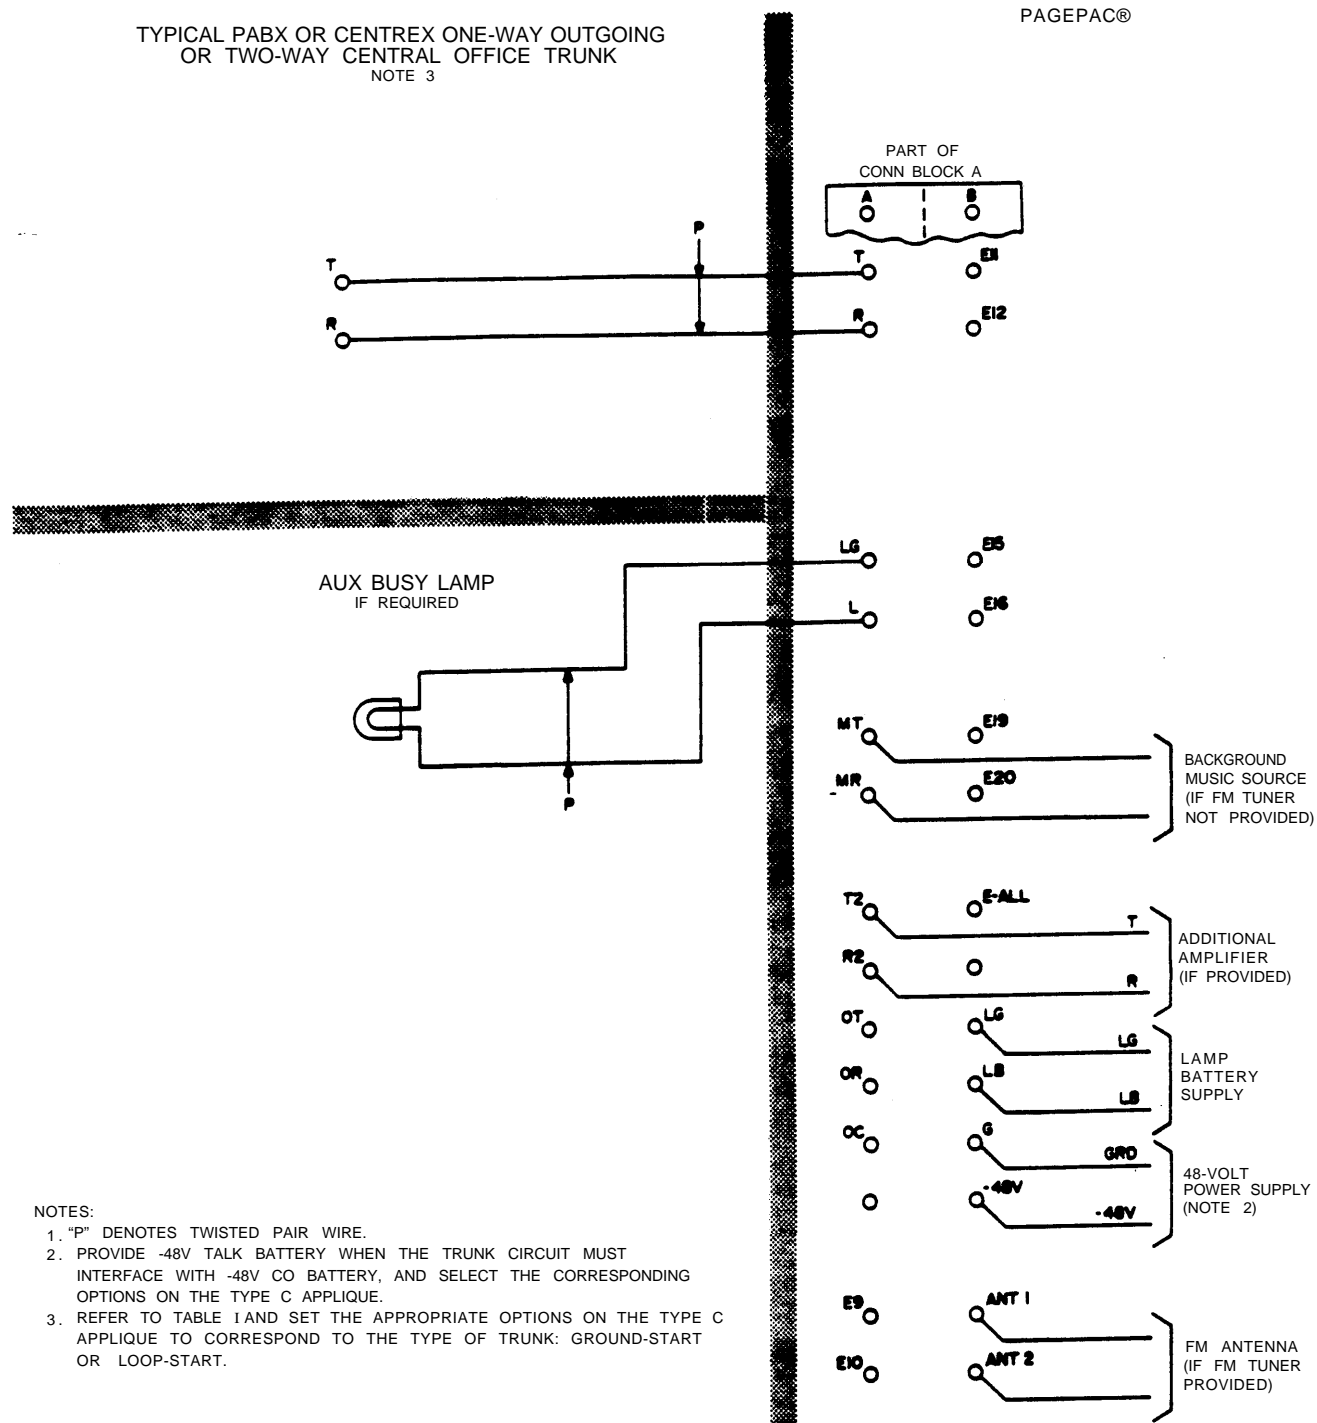 PAGEPAC®
TYPICAL PABX OR CENTREX ONE-WAY OUTGOING
OR TWO-WAY CENTRAL OFFICE TRUNK
NOTE 3
PART OF
CONN BLOCK A
A B
P
T T E11
R R E12
AUX BUSY LAMP
IF REQUIRED
LG E15
L E16
P
MT E19
MR E20
BACKGROUND
MUSIC SOURCE
(IF FM TUNER
NOT PROVIDED)
T2 E-ALL
T
R2
R
ADDITIONAL
AMPLIFIER
(IF PROVIDED)
OT LG
LG
OR LB
LB
LAMP
BATTERY
SUPPLY
OC G
GRD
-48V
-48V
48-VOLT
POWER SUPPLY
(NOTE 2)
E9 ANT 1
E10 ANT 2
FM ANTENNA
(IF FM TUNER
PROVIDED)
NOTES:
1. "P" DENOTES TWISTED PAIR WIRE.
2. PROVIDE -48V TALK BATTERY WHEN THE TRUNK CIRCUIT MUST
INTERFACE WITH -48V CO BATTERY, AND SELECT THE CORRESPONDING
OPTIONS ON THE TYPE C APPLIQUE.
3. REFER TO TABLE I AND SET THE APPROPRIATE OPTIONS ON THE TYPE C
APPLIQUE TO CORRESPOND TO THE TYPE OF TRUNK: GROUND-START
OR LOOP-START.